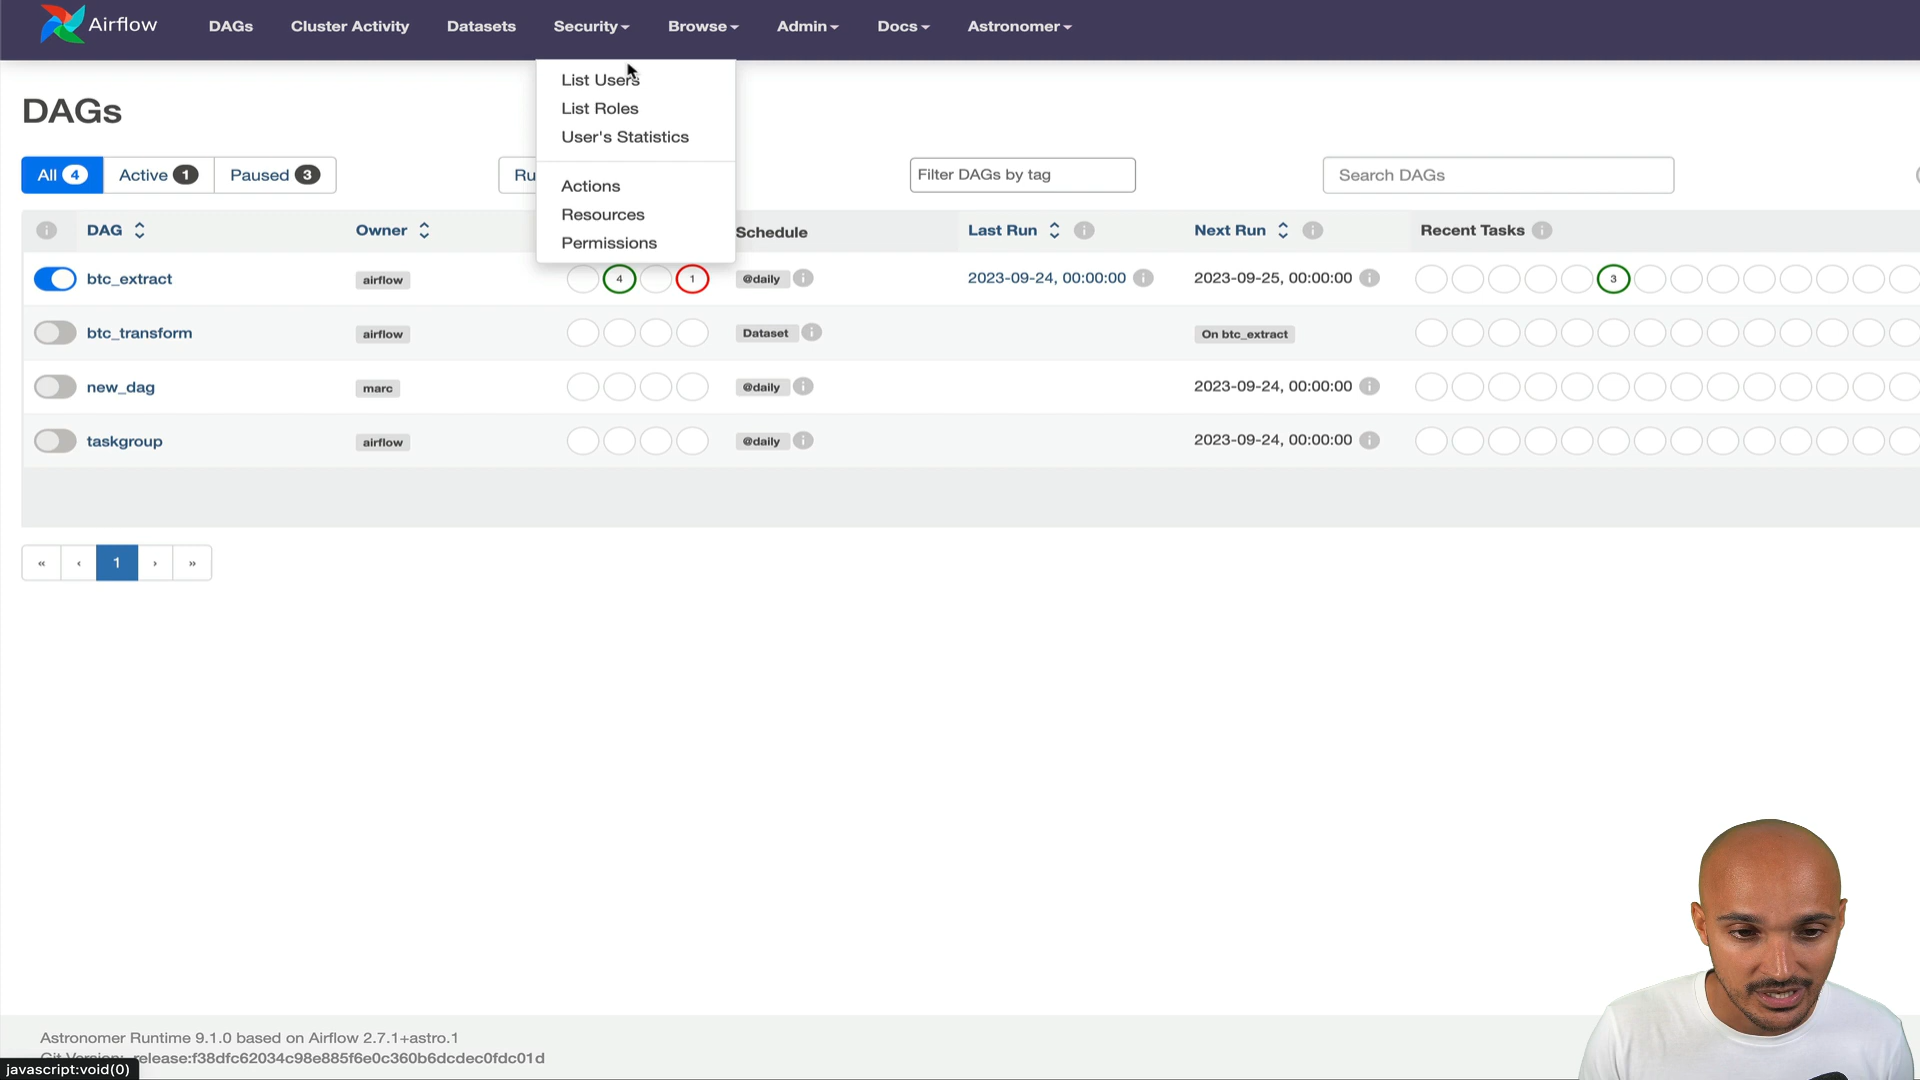 Airflow
DAGs
Cluster Activity
Datasets
Security
Browse
Admin
Docs
Astronomer
List Users
List Roles
User's Statistics
Actions
Resources
Permissions
DAGs
All 4
Active 1
Paused 3
Ru
Filter DAGs by tag
Search DAGs
DAG
Owner
Schedule
Last Run
Next Run
Recent Tasks
btc_extract
airflow
4
1
@daily
2023-09-24, 00:00:00
2023-09-25, 00:00:00
3
btc_transform
airflow
Dataset
On btc_extract
new_dag
marc
@daily
2023-09-24, 00:00:00
taskgroup
airflow
@daily
2023-09-24, 00:00:00
« ‹ 1 › »
Astronomer Runtime 9.1.0 based on Airflow 2.7.1+astro.1
Git Version: .release:f38dfc62034c98e885f6e0c360b6dcdec0fdc01d
javascript:void(0)